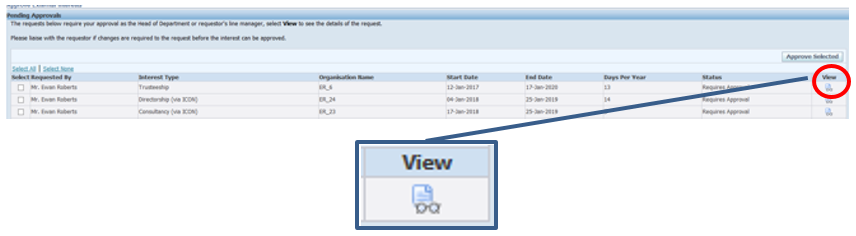 Approve External Interests
Pending Approvals
The requests below require your approval as the Head of Department or requestor's line manager, select View to see the details of the request.
Please liaise with the requestor if changes are required to the request before the interest can be approved.
Approve Selected
Select All | Select None
Select Requested By Interest Type Organisation Name Start Date End Date Days Per Year Status View
Mr. Ewan Roberts Trusteeship ER_6 12-Jan-2017 17-Jan-2020 13 Requires Approval
Mr. Ewan Roberts Directorship (via ICON) ER_24 04-Jan-2018 25-Jan-2019 14 Requires Approval
Mr. Ewan Roberts Consultancy (via ICON) ER_23 17-Jan-2018 25-Jan-2019 Requires Approval
View